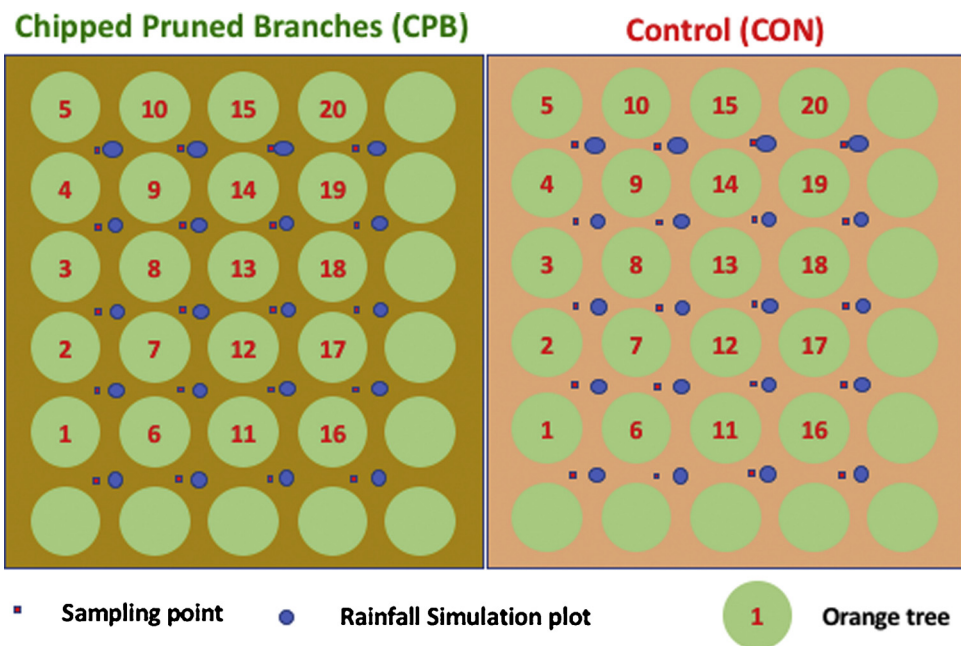 Chipped Pruned Branches (CPB) Control (CON)
5 10 15 20 5 10 15 20
4 9 14 19 4 9 14 19
3 8 13 18 3 8 13 18
2 7 12 17 2 7 12 17
1 6 11 16 1 6 11 16
Sampling point Rainfall Simulation plot 1 Orange tree